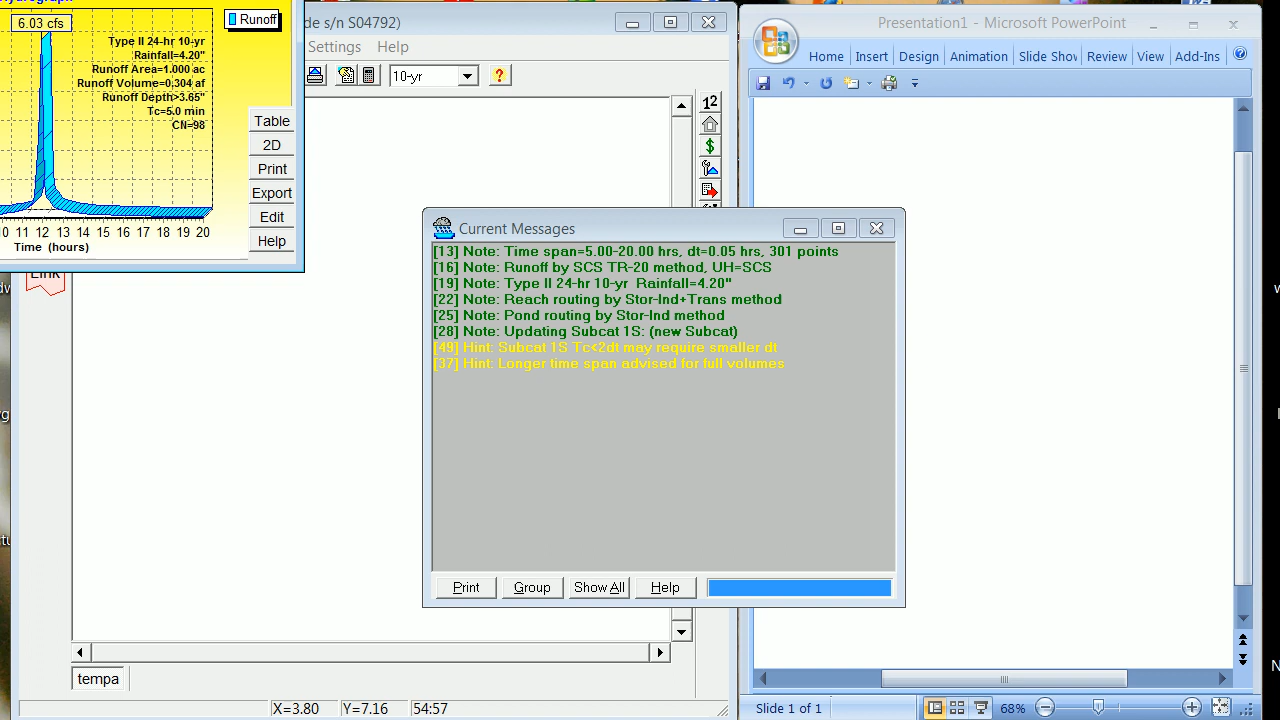 6.03 cfs
Runoff
Type II 24-hr 10-yr
Rainfall=4.20"
Runoff Area=1.000 ac
Runoff Volume=0.304 af
Runoff Depth>3.65"
Tc=5.0 min
CN=98
11 12 13 14 15 16 17 18 19 20
Time (hours)
Table
2D
Print
Export
Edit
Help
Link
de s/n S04792)
Settings Help
10-yr
Current Messages
[13] Note: Time span=5.00-20.00 hrs, dt=0.05 hrs, 301 points
[16] Note: Runoff by SCS TR-20 method, UH=SCS
[19] Note: Type II 24-hr 10-yr Rainfall=4.20"
[22] Note: Reach routing by Stor-Ind+Trans method
[25] Note: Pond routing by Stor-Ind method
[28] Note: Updating Subcat 1S: (new Subcat)
[49] Hint: Subcat 1S Tc<2dt may require smaller dt
[37] Hint: Longer time span advised for full volumes
Print Group Show All Help
tempa
X=3.80 Y=7.16 54:57
Presentation1 - Microsoft PowerPoint
Home Insert Design Animation Slide Shov Review View Add-Ins
Slide 1 of 1
68%